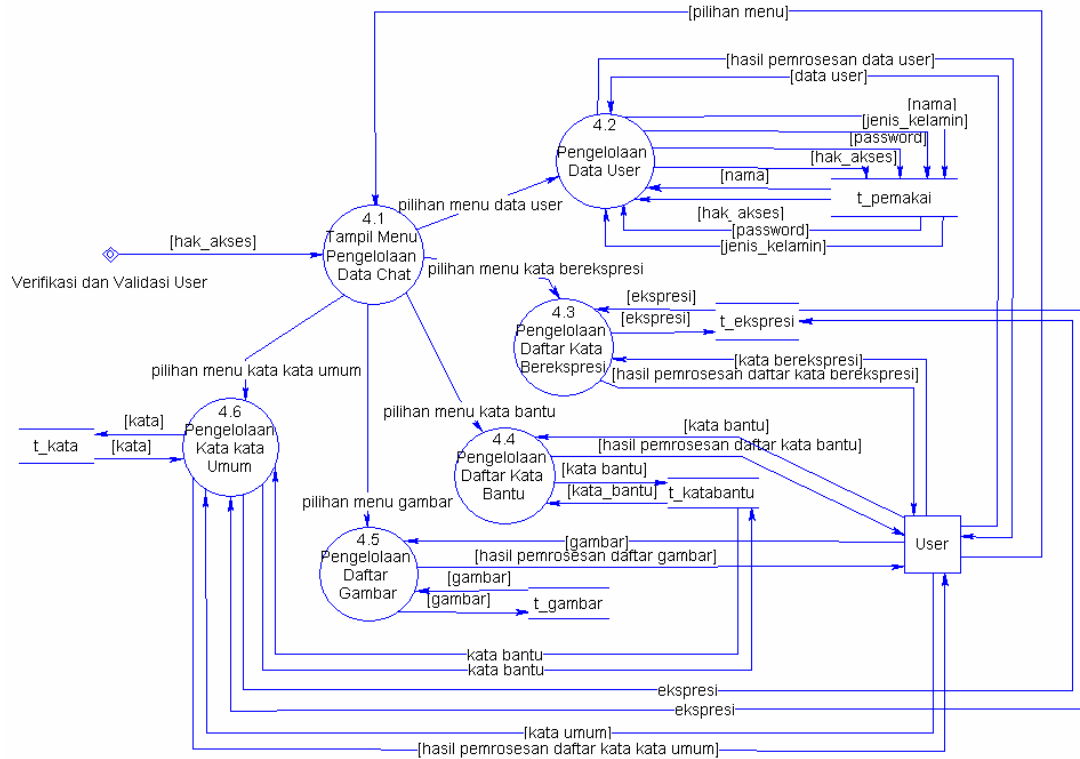 [pilihan menu]
[hasil pemrosesan data user]
[data user]
4.2
Pengelolaan
Data User
[nama]
[jenis_kelamin]
[password]
[hak_akses]
[nama]
t_pemakai
[hak_akses]
[password]
[jenis_kelamin]
pilihan menu data user
4.1
Tampil Menu
Pengelolaan
Data Chat
[hak_akses]
Verifikasi dan Validasi User
pilihan menu kata berekspresi
4.3
Pengelolaan
Daftar Kata
Berekspresi
[ekspresi]
[ekspresi]
t_ekspresi
[kata berekspresi]
[hasil pemrosesan daftar kata berekspresi]
pilihan menu kata kata umum
4.6
Pengelolaan
Kata kata
Umum
[kata]
t_kata
[kata]
pilihan menu kata bantu
4.4
Pengelolaan
Daftar Kata
Bantu
[kata bantu]
[hasil pemrosesan daftar kata bantu]
[kata bantu]
[kata_bantu]
t_katabantu
pilihan menu gambar
4.5
Pengelolaan
Daftar
Gambar
[gambar]
[hasil pemrosesan daftar gambar]
[gambar]
[gambar]
t_gambar
User
kata bantu
kata bantu
ekspresi
ekspresi
[kata umum]
[hasil pemrosesan daftar kata kata umum]